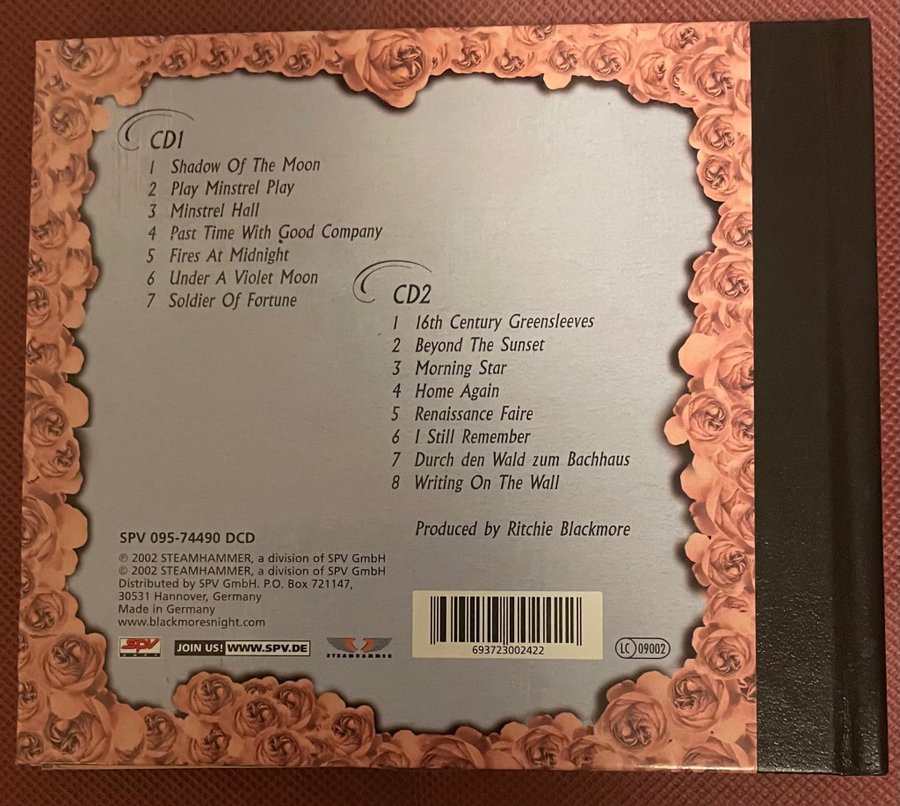 CD1
1 Shadow Of The Moon
2 Play Minstrel Play
3 Minstrel Hall
4 Past Time With Good Company
5 Fires At Midnight
6 Under A Violet Moon
7 Soldier Of Fortune
CD2
1 16th Century Greensleeves
2 Beyond The Sunset
3 Morning Star
4 Home Again
5 Renaissance Faire
6 I Still Remember
7 Durch den Wald zum Bachhaus
8 Writing On The Wall
Produced by Ritchie Blackmore
SPV 095-74490 DCD
℗ 2002 STEAMHAMMER, a division of SPV GmbH
© 2002 STEAMHAMMER, a division of SPV GmbH
Distributed by SPV GmbH. P.O. Box 721147,
30531 Hannover, Germany
Made in Germany
www.blackmoresnight.com
SPV
JOIN US! WWW.SPV.DE
STEAMHAMMER
693723002422
LC 09002